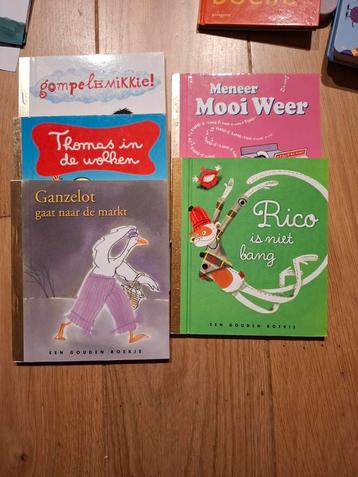 gompelemikkie!
Thomas in
de wolken
Ganzelot
gaat naar de markt
EEN GOUDEN BOEKJE
Meneer
Mooi Weer
Rico
is niet
bang
EEN GOUDEN BOEKJE